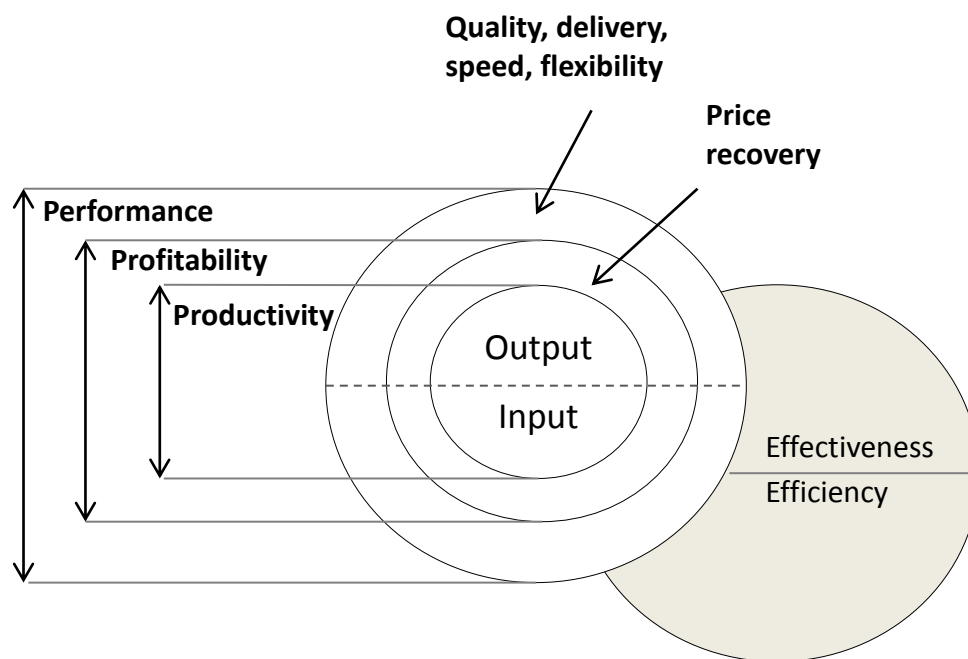 Quality, delivery,
speed, flexibility
Price
recovery
Performance
Profitability
Productivity
Output
Input
Effectiveness
Efficiency